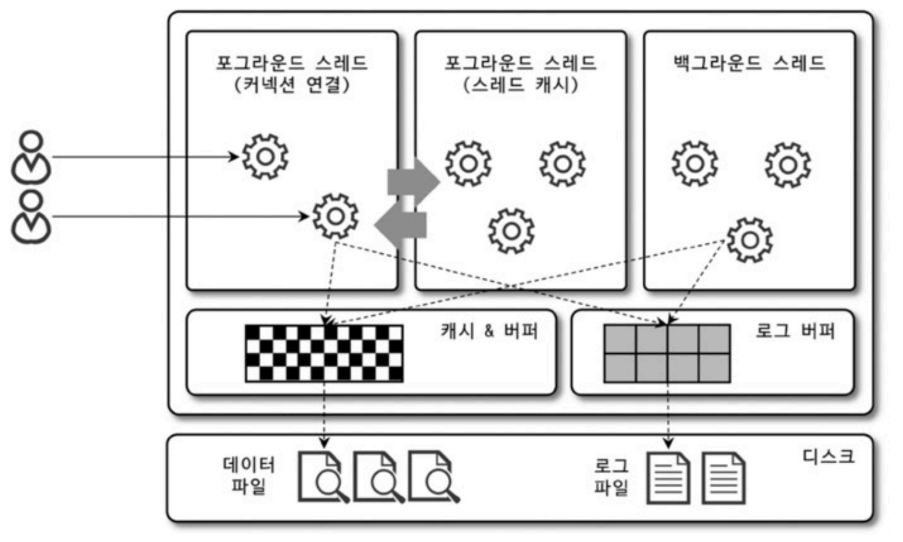 포그라운드 스레드
(커넥션 연결)
포그라운드 스레드
(스레드 캐시)
백그라운드 스레드
캐시 & 버퍼
로그 버퍼
데이터
파일
로그
파일
디스크